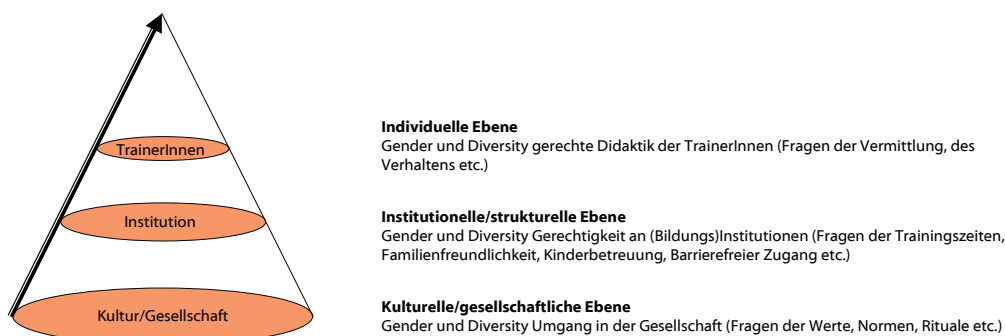 TrainerInnen
Institution
Kultur/Gesellschaft
Individuelle Ebene
Gender und Diversity gerechte Didaktik der TrainerInnen (Fragen der Vermittlung, des
Verhaltens etc.)
Institutionelle/strukturelle Ebene
Gender und Diversity Gerechtigkeit an (Bildungs)Institutionen (Fragen der Trainingszeiten,
Familienfreundlichkeit, Kinderbetreuung, Barrierefreier Zugang etc.)
Kulturelle/gesellschaftliche Ebene
Gender und Diversity Umgang in der Gesellschaft (Fragen der Werte, Normen, Rituale etc.)